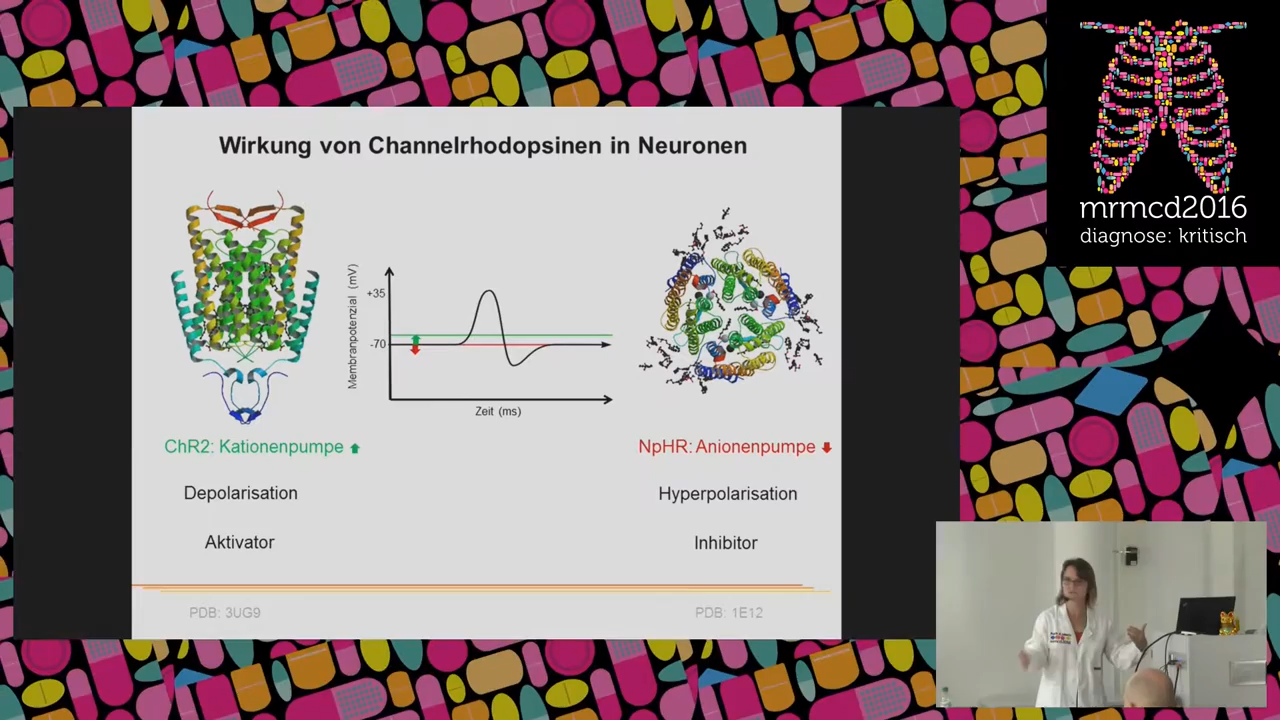 mrmcd2016
diagnose: kritisch
Wirkung von Channelrhodopsinen in Neuronen
Membranpotenzial (mV)
+35
-70
Zeit (ms)
ChR2: Kationenpumpe
NpHR: Anionenpumpe
Depolarisation
Hyperpolarisation
Aktivator
Inhibitor
PDB: 3UG9
PDB: 1E12